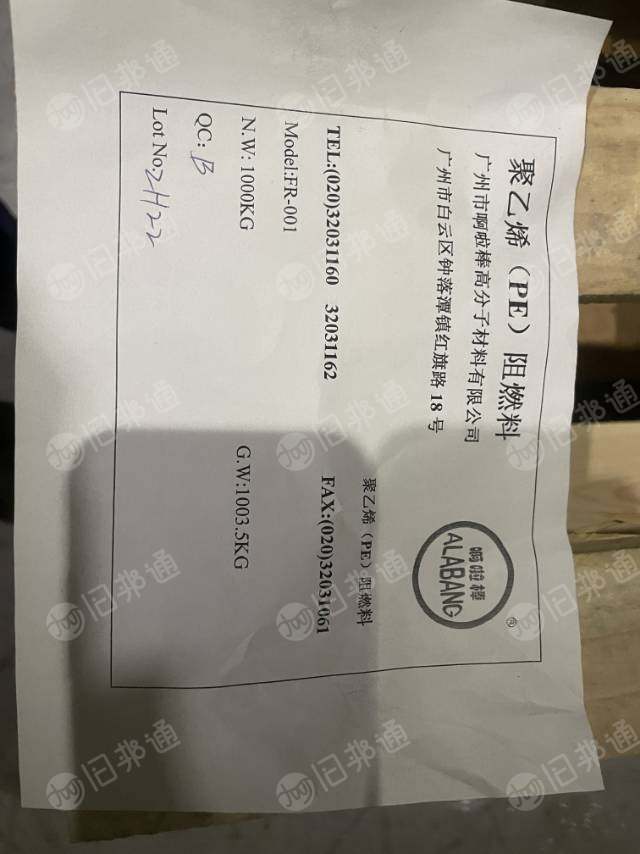 聚乙烯（PE）阻燃料
广州市啊啦棒高分子材料有限公司
广州市白云区钟落潭镇红旗路 18 号
啊啦棒
ALABANG
®
聚乙烯（PE）阻燃料
TEL:(020)32031160 32031162 FAX:(020)32031061
Model:FR-001
N.W: 1000KG G.W:1003.5KG
QC: B
Lot No: 2H22
旧邦通